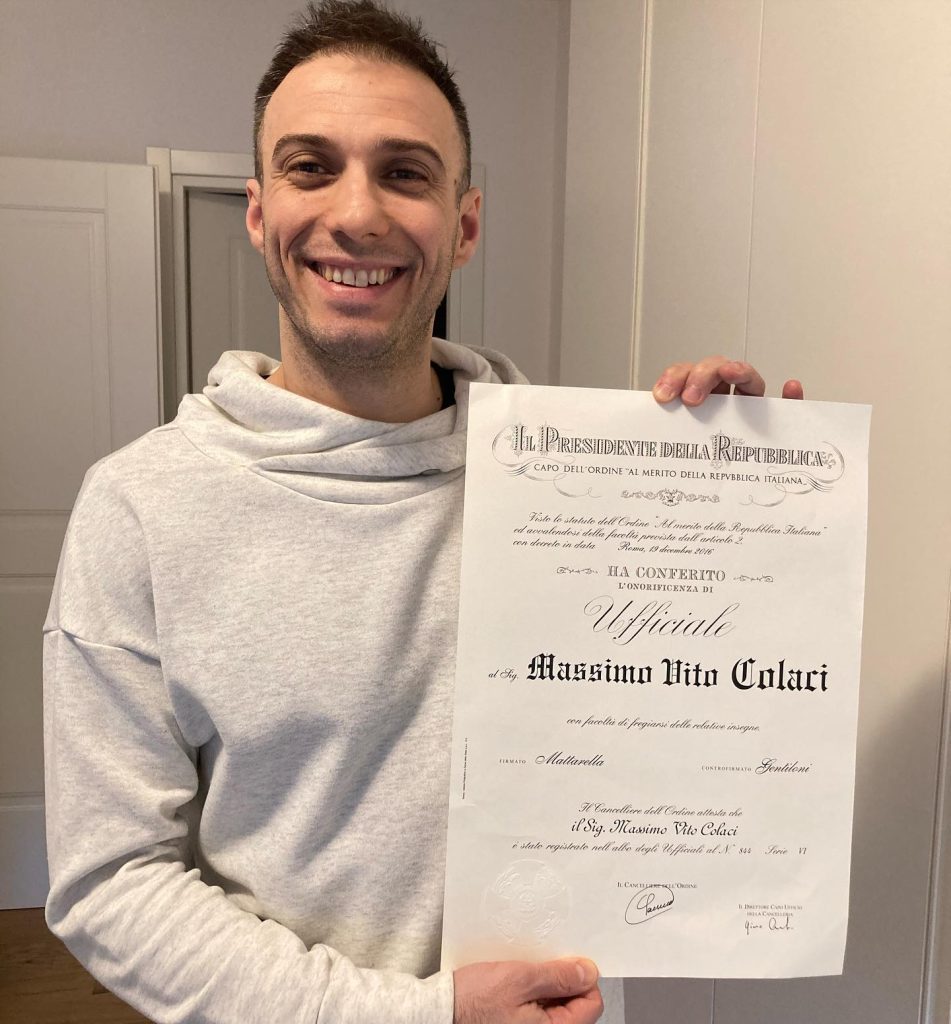 IL PRESIDENTE DELLA REPUBBLICA
CAPO DELL'ORDINE "AL MERITO DELLA REPVBBLICA ITALIANA"
Visto lo statuto dell'Ordine "Al merito della Repubblica Italiana"
ed avvalendosi della facoltà prevista dall'articolo 2
con decreto in data Roma, 19 dicembre 2016
HA CONFERITO
L'ONORIFICENZA DI
Ufficiale
al Sig. Massimo Vito Colaci
con facoltà di fregiarsi delle relative insegne.
FIRMATO Mattarella CONTROFIRMATO Gentiloni
Il Cancelliere dell'Ordine attesta che
il Sig. Massimo Vito Colaci
è stato registrato nell'albo degli Ufficiali al N° 844 Serie VI
IL CANCELLIERE DELL'ORDINE
IL DIRETTORE CAPO UFFICIO
DELLA CANCELLERIA